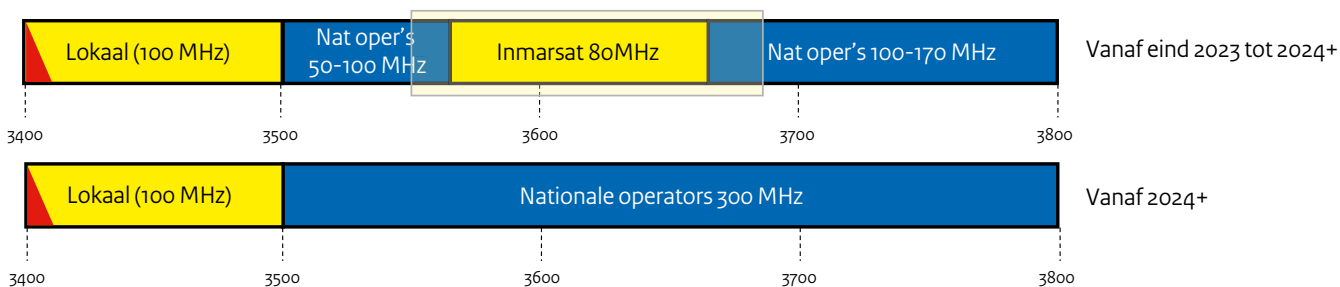 Lokaal (100 MHz)
Nat oper's
50-100 MHz
Inmarsat 80MHz
Nat oper's 100-170 MHz
Vanaf eind 2023 tot 2024+
3400
3500
3600
3700
3800
Lokaal (100 MHz)
Nationale operators 300 MHz
Vanaf 2024+
3400
3500
3600
3700
3800